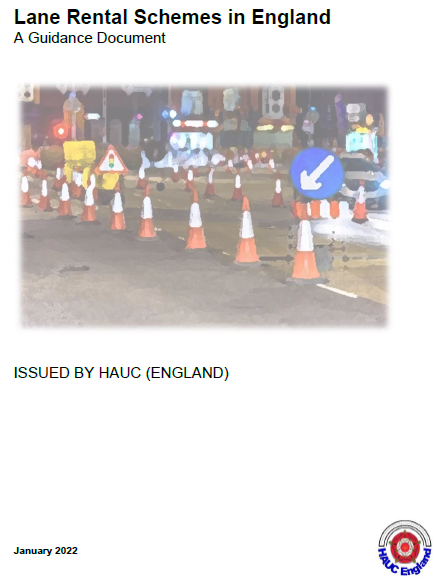 Lane Rental Schemes in England
A Guidance Document
ISSUED BY HAUC (ENGLAND)
January 2022
HAUC England